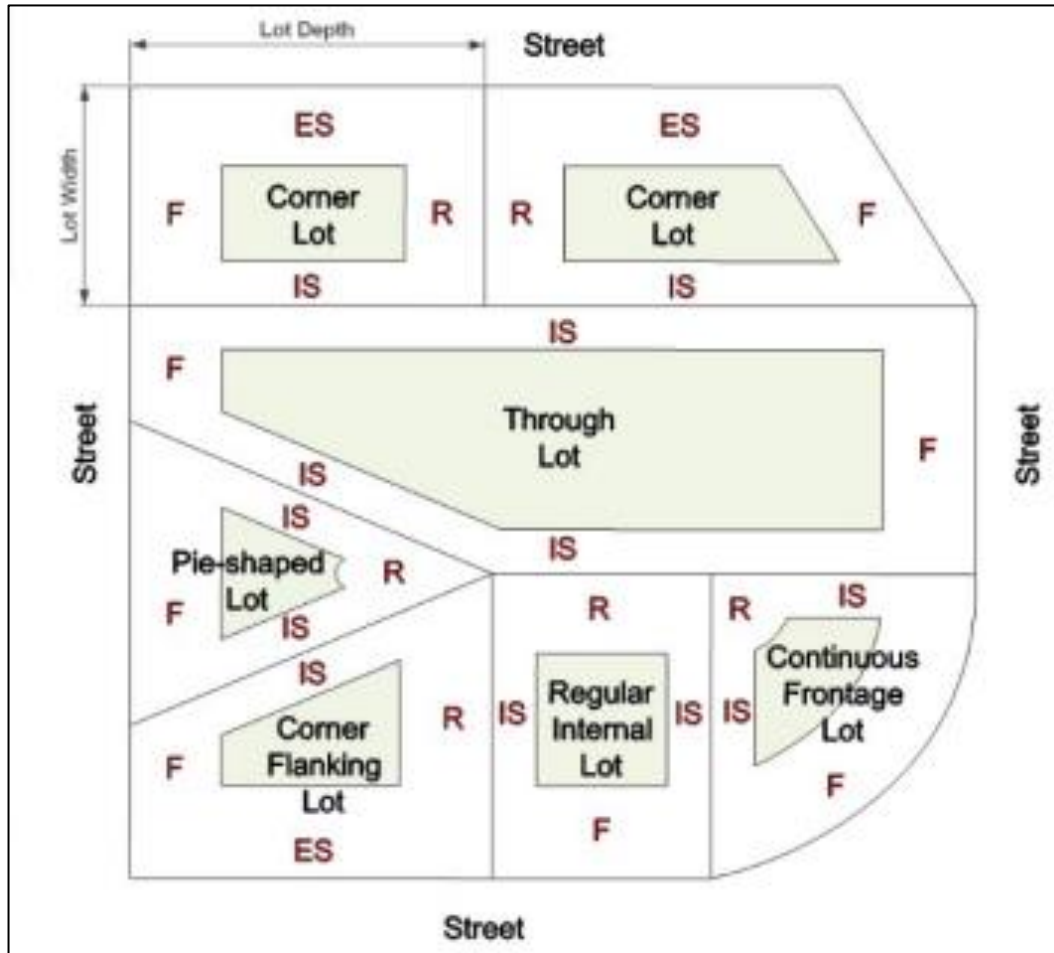 Lot Depth
Street
Lot Width
ES
ES
F
Corner
Lot
R
R
Corner
Lot
F
IS
IS
IS
F
Street
Through
Lot
F
Street
IS
IS
IS
Pie-shaped
Lot
R
F
IS
R
R
IS
IS
Corner
Flanking
Lot
R
IS
Regular
Internal
Lot
IS
IS
Continuous
Frontage
Lot
F
F
F
ES
Street